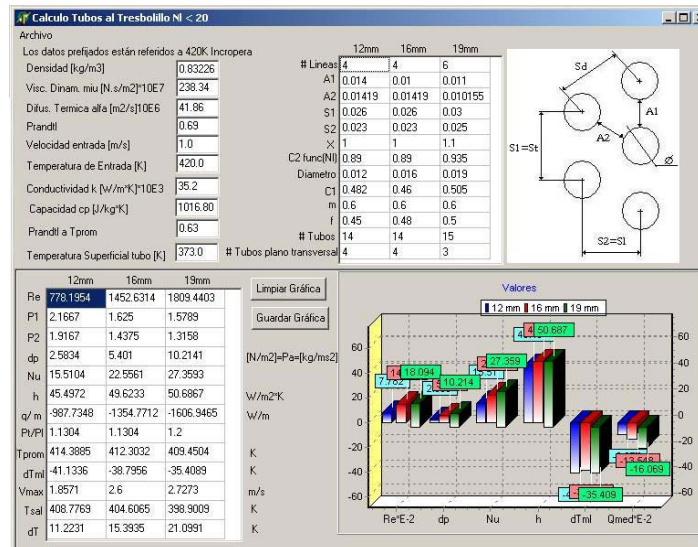 Calculo Tubos al Tresbolillo Nl < 20
Archivo
Los datos prefijados están referidos a 420K Incropera
Densidad [kg/m3] 0.83226
Visc. Dinam. miu [N.s/m2]*10E7 238.34
Difus. Termica alfa [m2/s]10E6 41.86
Prandtl 0.69
Velocidad entrada [m/s] 1.0
Temperatura de Entrada [K] 420.0
Conductividad k [W/m*K]*10E3 35.2
Capacidad cp [J/kg*K] 1016.80
Prandtl a Tprom 0.63
Temperatura Superficial tubo [K] 373.0
12mm 16mm 19mm
# Lineas 4 4 6
A1 0.014 0.01 0.011
A2 0.01419 0.01419 0.010155
S1 0.026 0.026 0.03
S2 0.023 0.023 0.025
X 1 1 1.1
C2 func(Nl) 0.89 0.89 0.935
Diametro 0.012 0.016 0.019
C1 0.482 0.46 0.505
m 0.6 0.6 0.6
f 0.45 0.48 0.5
# Tubos 14 14 15
# Tubos plano transversal 4 4 3
Sd
A1
A2
S1=St
Ø
S2=Sl
12mm 16mm 19mm
Re 778.1954 1452.6314 1809.4403
P1 2.1667 1.625 1.5789
P2 1.9167 1.4375 1.3158
dp 2.5834 5.401 10.2141 [N/m2]=Pa=[kg/ms2]
Nu 15.5104 22.5561 27.3593
h 45.4972 49.6233 50.6867 W/m2*K
q/ m -987.7348 -1354.7712 -1606.9465 W/m
Pt/Pl 1.1304 1.1304 1.2
Tprom 414.3885 412.3032 409.4504 K
dTml -41.1336 -38.7956 -35.4089 K
Vmax 1.8571 2.6 2.7273 m/s
Tsal 408.7769 404.6065 398.9009 K
dT 11.2231 15.3935 21.0991 K
Limpiar Gráfica
Guardar Gráfica
Valores
12 mm 16 mm 19 mm
60
40
20
0
-20
-40
-60
60
40
20
0
-20
-40
-60
7.782
18.094
10.214
27.359
50.687
-35.409
-13.548
-16.069
Re*E-2 dp Nu h dTml Qmed*E-2